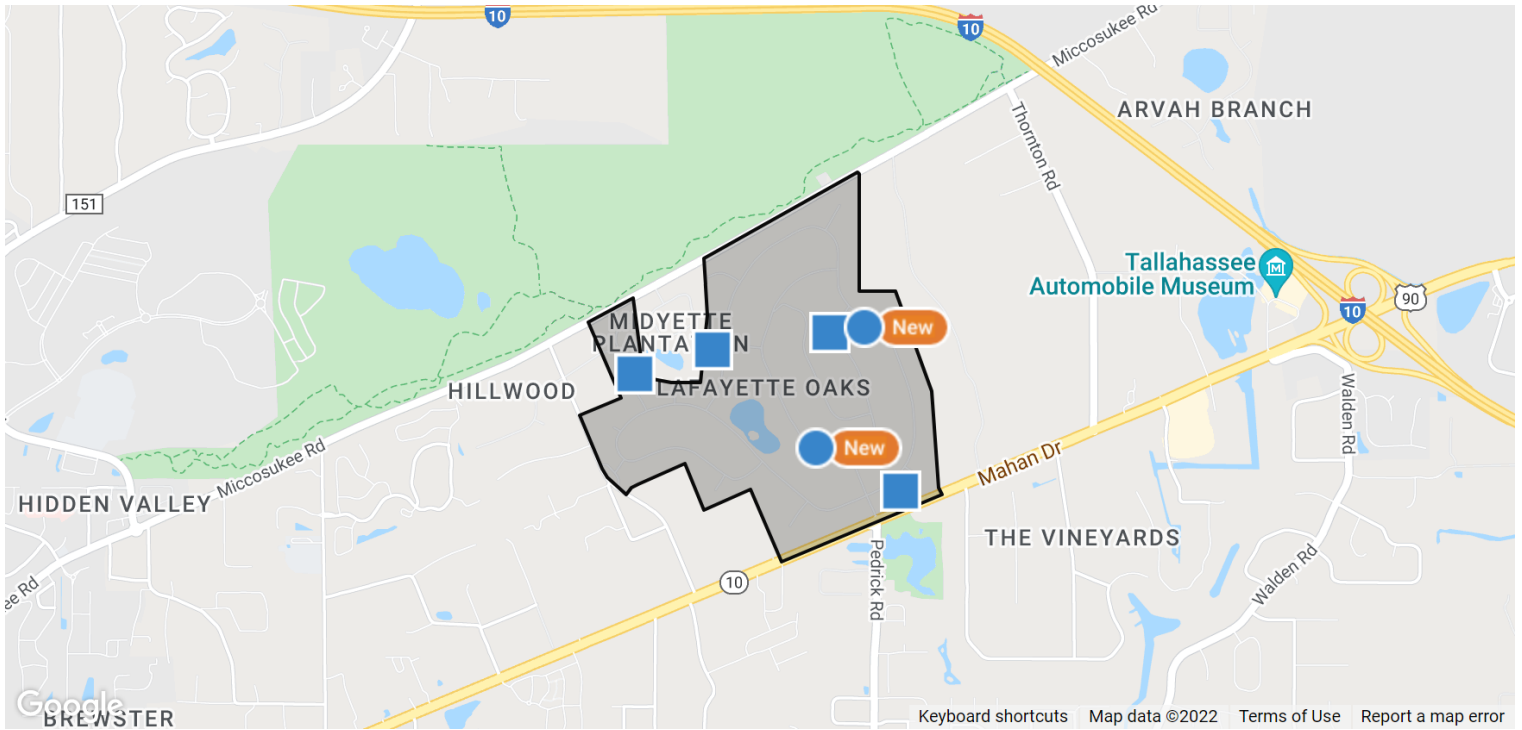 10
10
Miccosukee Rd
ARVAH BRANCH
Thornton Rd
151
Tallahassee
Automobile Museum
M
90
10
MIDYETTE
PLANTATION
New
HILLWOOD
LAFAYETTE OAKS
Walden Rd
New
Mahan Dr
Miccosukee Rd
HIDDEN VALLEY
THE VINEYARDS
Pedrick Rd
10
Walden Rd
ee Rd
Google
BREWSTER
Keyboard shortcuts
Map data ©2022
Terms of Use
Report a map error